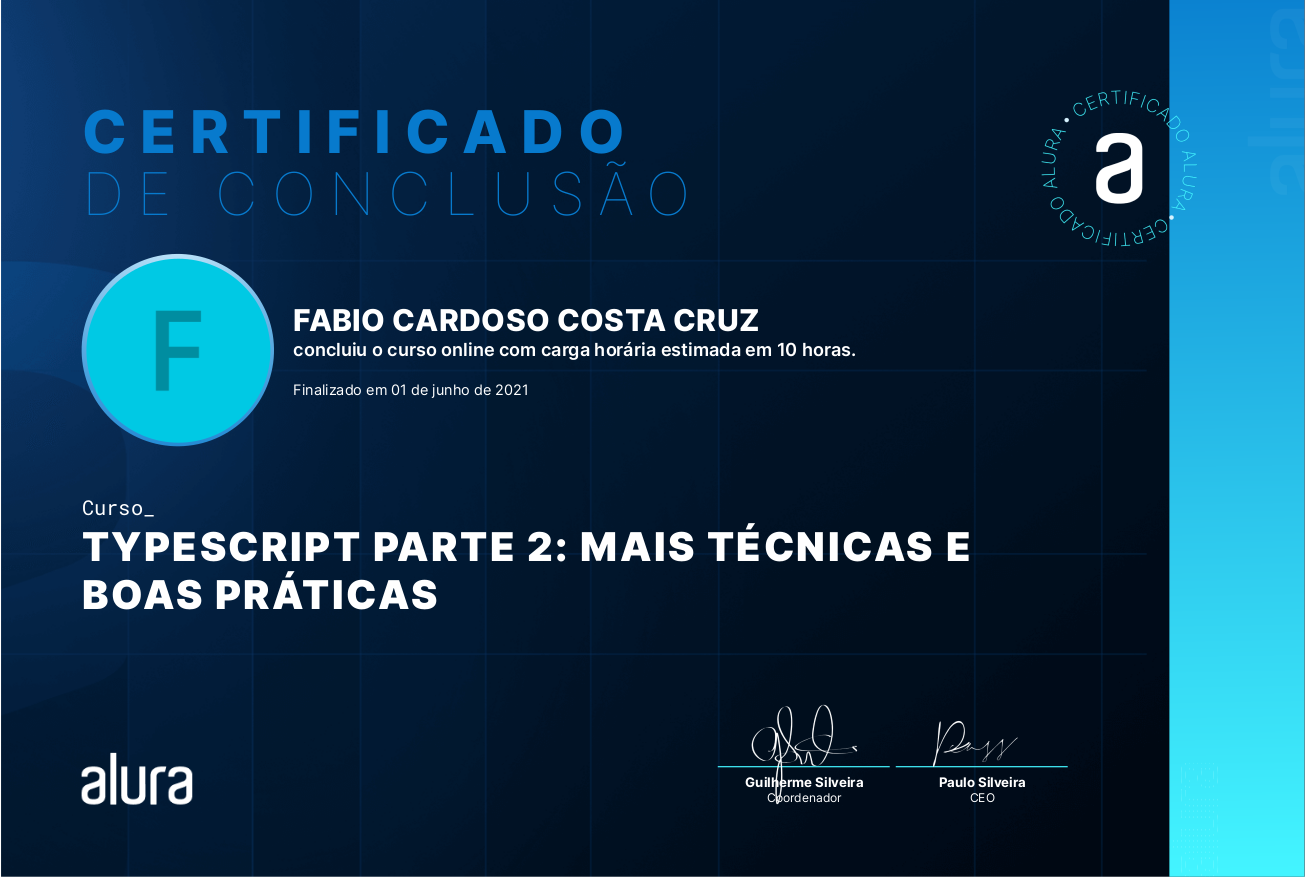 CERTIFICADO
DE CONCLUSÃO
• CERTIFICADO ALURA • CERTIFICADO ALURA
a
alura
F
FABIO CARDOSO COSTA CRUZ
concluiu o curso online com carga horária estimada em 10 horas.
Finalizado em 01 de junho de 2021
Curso_
TYPESCRIPT PARTE 2: MAIS TÉCNICAS E
BOAS PRÁTICAS
alura
Guilherme Silveira
Coordenador
Paulo Silveira
CEO